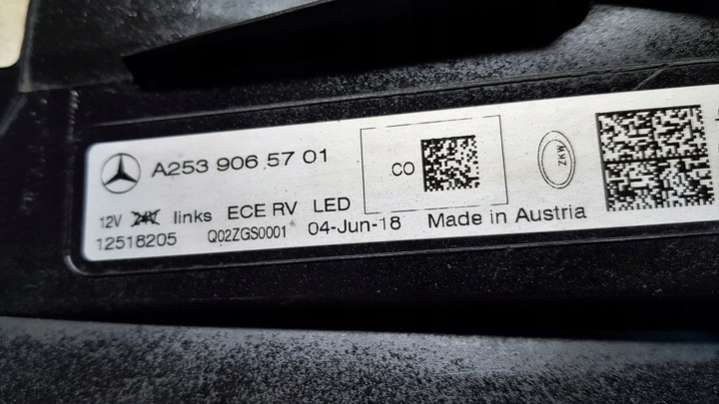 A253 906 57 01
CO
MKZ
12V 24V links ECE RV LED
12518205 Q02ZGS0001 04-Jun-18 Made in Austria